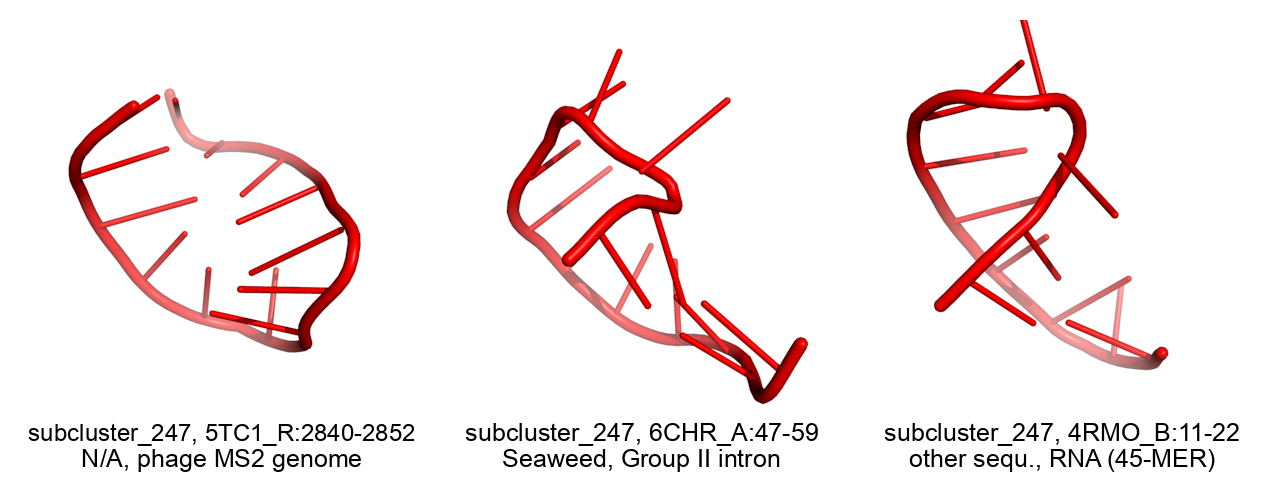 subcluster_247, 5TC1_R:2840-2852
N/A, phage MS2 genome
subcluster_247, 6CHR_A:47-59
Seaweed, Group II intron
subcluster_247, 4RMO_B:11-22
other sequ., RNA (45-MER)